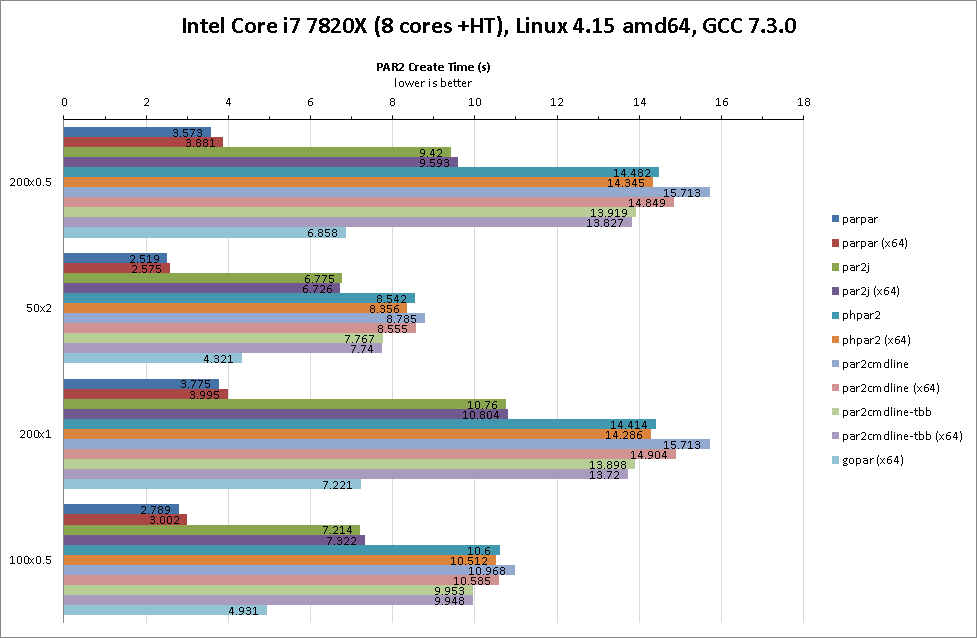 Intel Core i7 7820X (8 cores +HT), Linux 4.15 amd64, GCC 7.3.0
PAR2 Create Time (s)
lower is better
0 2 4 6 8 10 12 14 16 18
200x0.5
3.573
3.881
9.42
9.593
14.482
14.345
15.713
14.849
13.919
13.827
6.858
50x2
2.519
2.575
6.775
6.726
8.542
8.356
8.785
8.555
7.767
7.74
4.321
200x1
3.775
3.995
10.76
10.804
14.414
14.286
15.713
14.904
13.898
13.72
7.221
100x0.5
2.789
3.002
7.214
7.322
10.6
10.512
10.968
10.585
9.953
9.948
4.931
parpar
parpar (x64)
par2j
par2j (x64)
phpar2
phpar2 (x64)
par2cmdline
par2cmdline (x64)
par2cmdline-tbb
par2cmdline-tbb (x64)
gopar (x64)